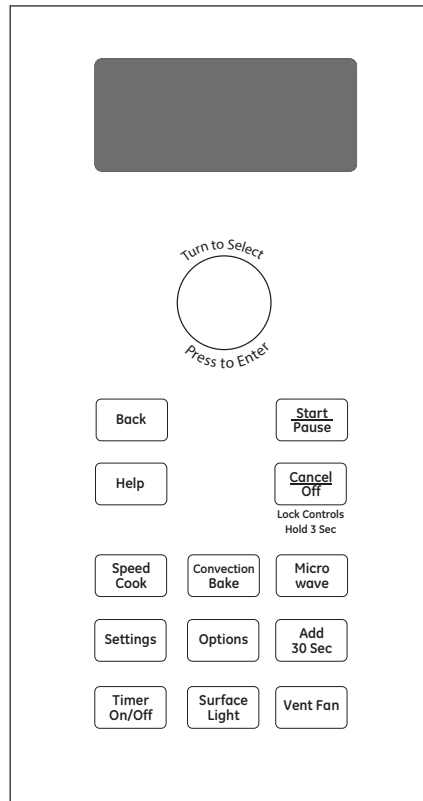 Turn to Select
Press to Enter
Back
Start
Pause
Help
Cancel
Off
Lock Controls
Hold 3 Sec
Speed
Cook
Convection
Bake
Micro
wave
Settings
Options
Add
30 Sec
Timer
On/Off
Surface
Light
Vent Fan